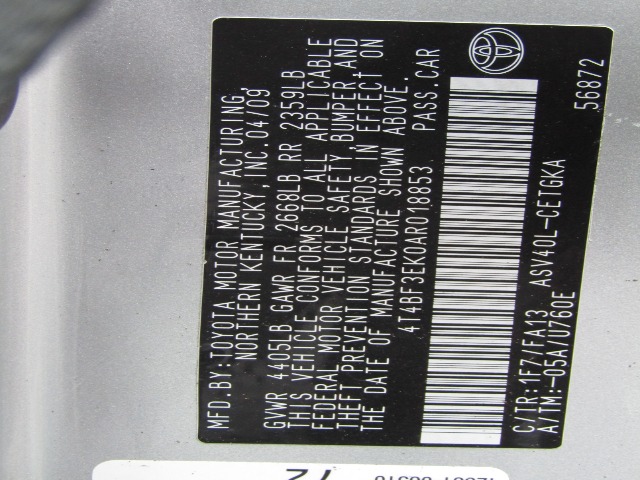 MFD. BY: TOYOTA MOTOR MANUFACTURING,
NORTHERN KENTUCKY, INC. 04/09
GVWR 4405LB GAWR FR 2668LB RR 2359LB
THIS VEHICLE CONFORMS TO ALL APPLICABLE
FEDERAL MOTOR VEHICLE SAFETY, BUMPER, AND
THEFT PREVENTION STANDARDS IN EFFECT ON
THE DATE OF MANUFACTURE SHOWN ABOVE.
4T4BF3EK0AR018853 PASS. CAR
C/TR: 1F7/FA13 ASV40L-CETGKA
A/TM: -05A/U760E 56872